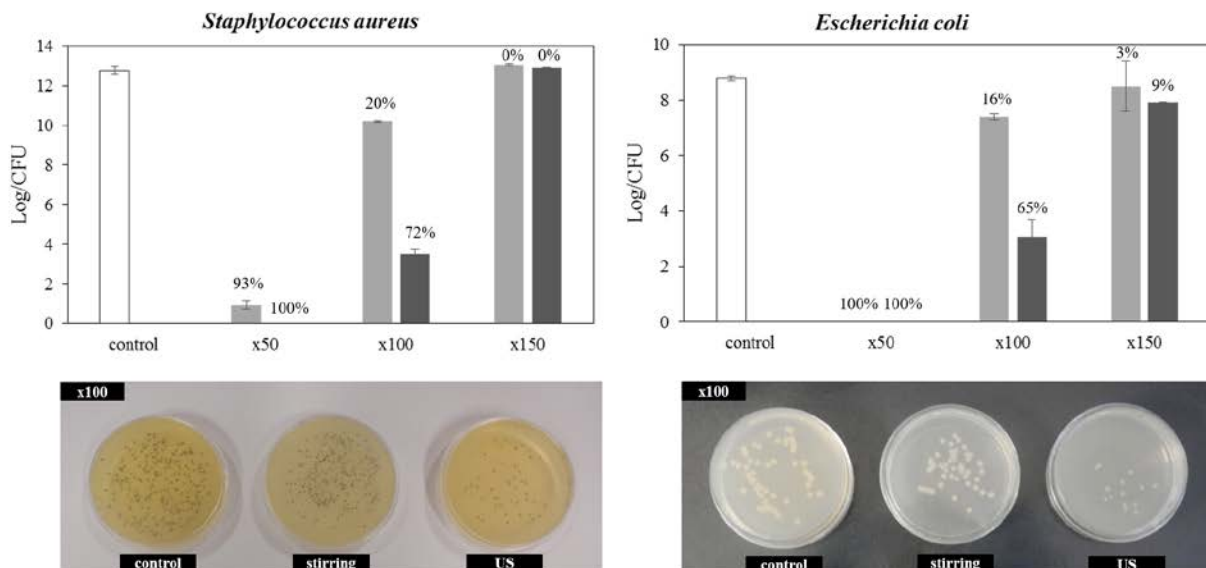 Staphylococcus aureus
Log/CFU
14
12
10
8
6
4
2
0
93%
100%
20%
72%
0% 0%
control x50 x100 x150
x100
control stirring US
Escherichia coli
Log/CFU
10
8
6
4
2
0
100% 100%
16%
65%
3%
9%
control x50 x100 x150
x100
control stirring US